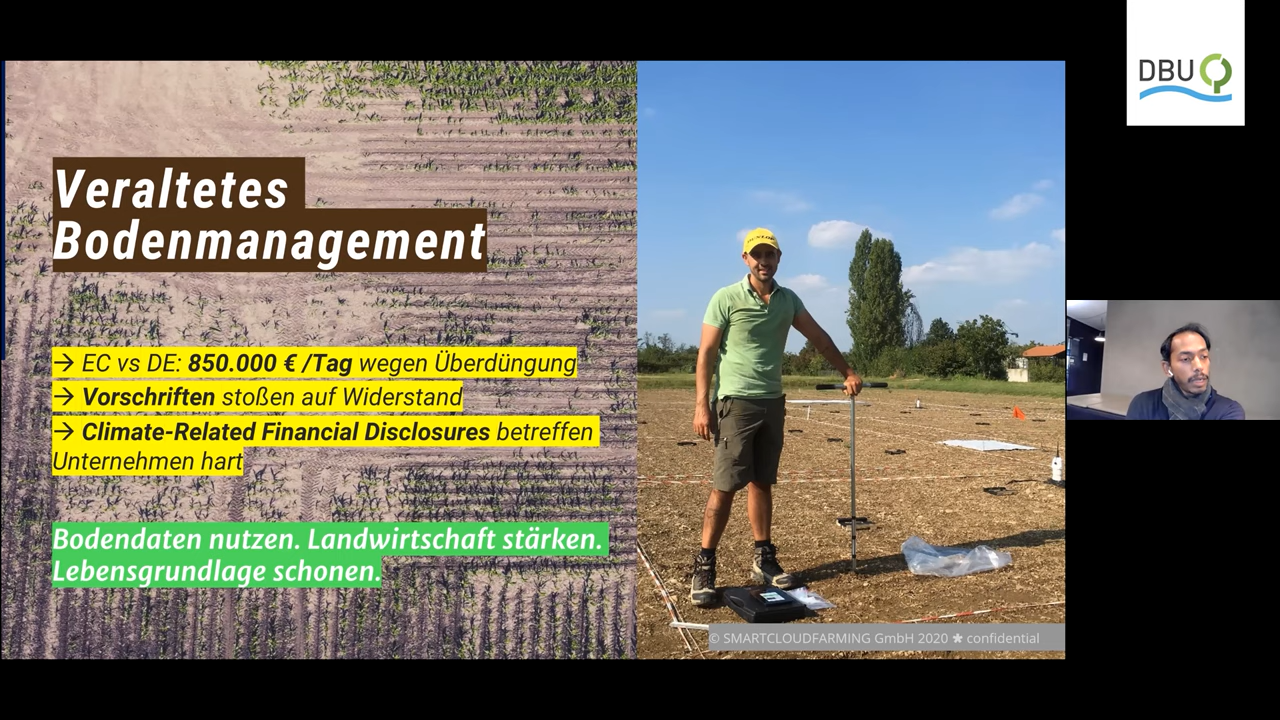 DBU
Veraltetes
Bodenmanagement
→ EC vs DE: 850.000 € /Tag wegen Überdüngung
→ Vorschriften stoßen auf Widerstand
→ Climate-Related Financial Disclosures betreffen
Unternehmen hart
Bodendaten nutzen. Landwirtschaft stärken.
Lebensgrundlage schonen.
© SMARTCLOUDFARMING GmbH 2020 ✱ confidential